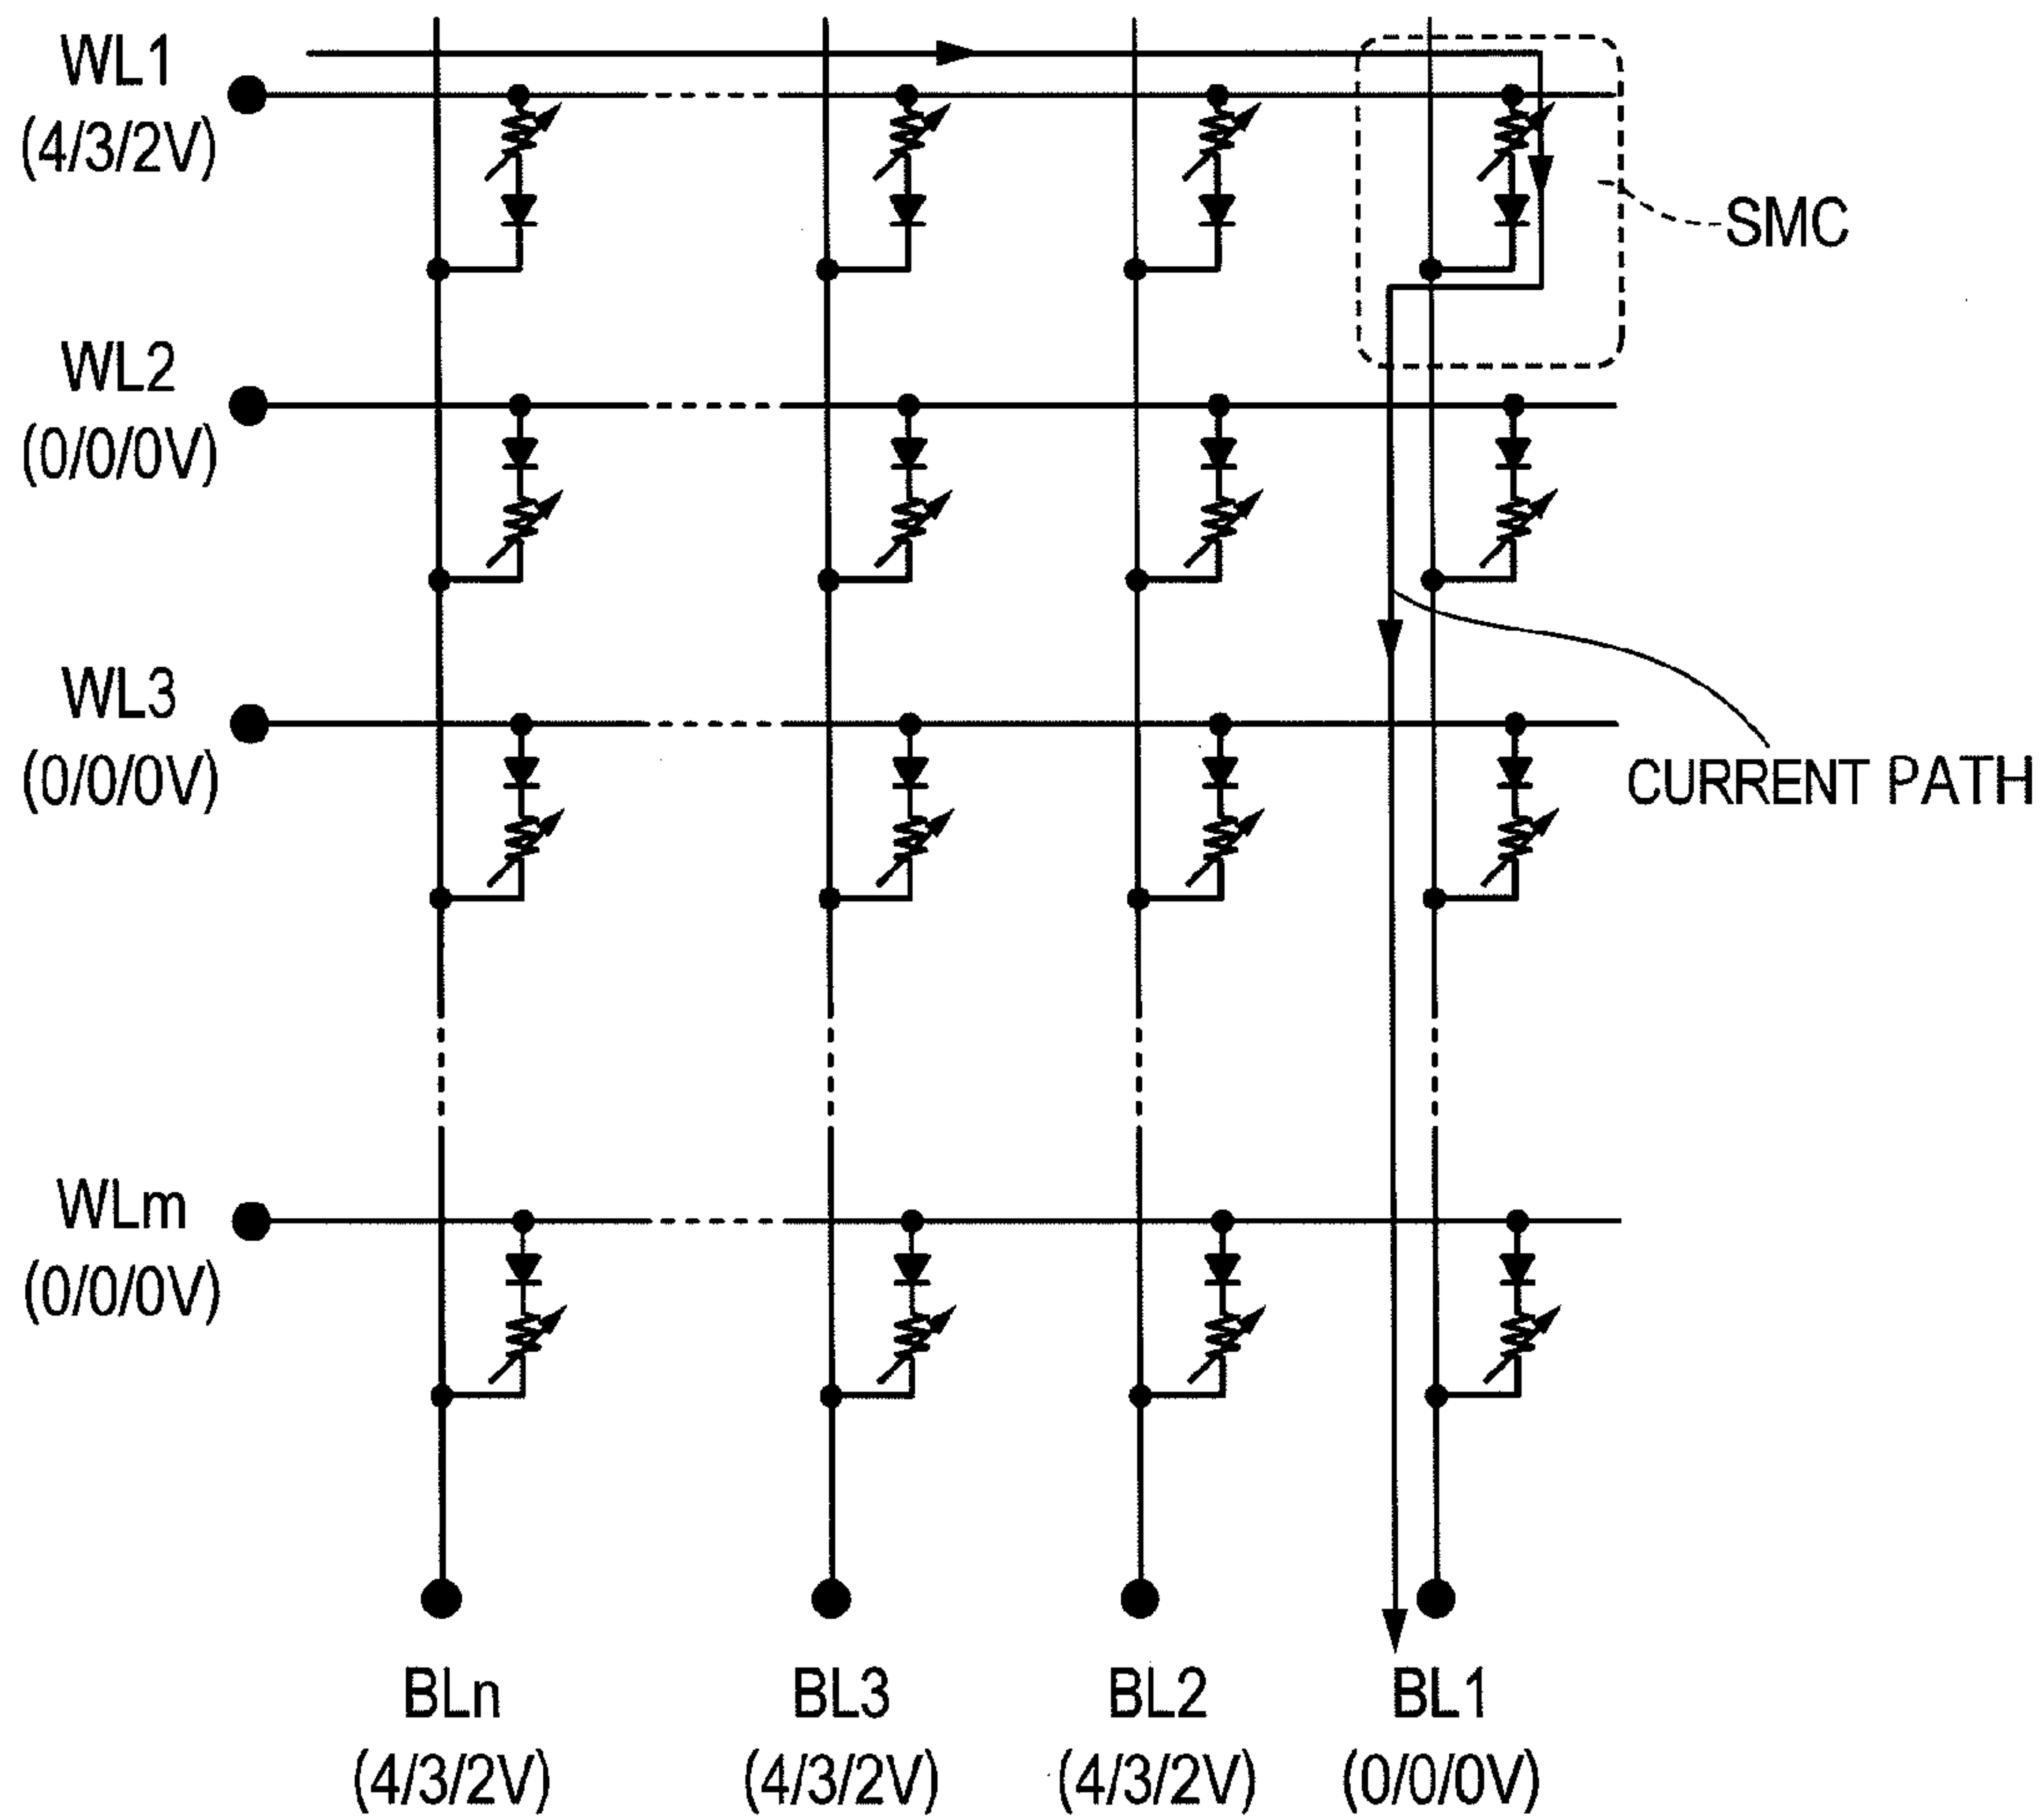 WL1
(4/3/2V)
SMC
WL2
(0/0/0V)
WL3
(0/0/0V)
CURRENT PATH
WLm
(0/0/0V)
BLn
(4/3/2V)
BL3
(4/3/2V)
BL2
(4/3/2V)
BL1
(0/0/0V)